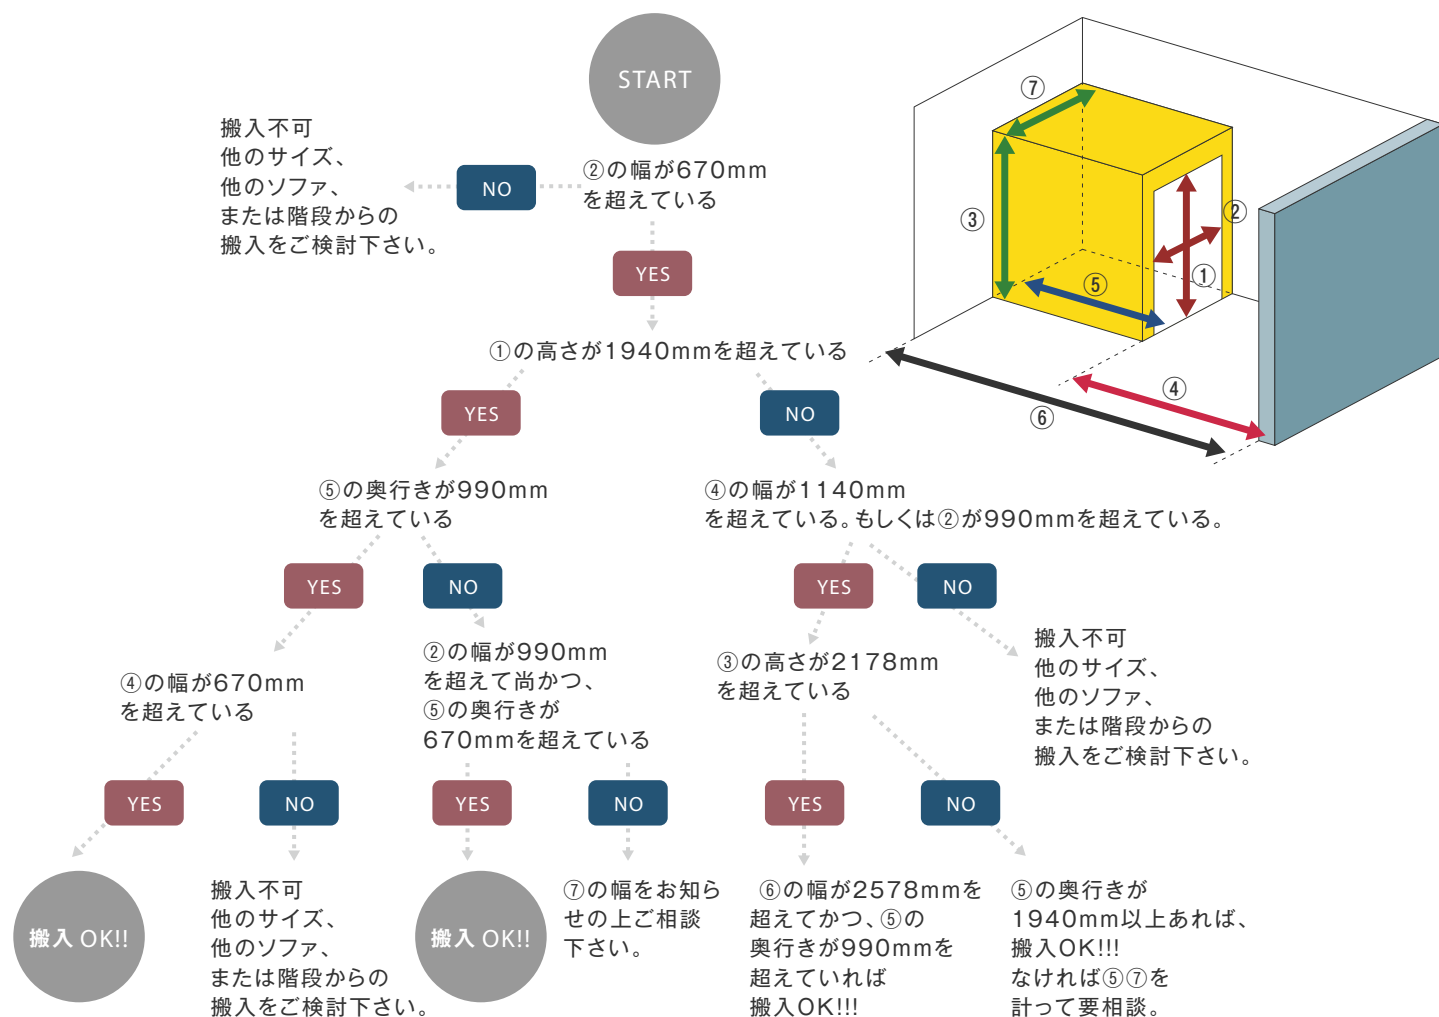 START
搬入不可
他のサイズ、
他のソファ、
または階段からの
搬入をご検討下さい。
NO
②の幅が670mm
を超えている
YES
①の高さが1940mmを超えている
YES
NO
⑤の奥行きが990mm
を超えている
④の幅が1140mm
を超えている。もしくは②が990mmを超えている。
YES
NO
YES
NO
④の幅が670mm
を超えている
②の幅が990mm
を超えて尚かつ、
⑤の奥行きが
670mmを超えている
③の高さが2178mm
を超えている
搬入不可
他のサイズ、
他のソファ、
または階段からの
搬入をご検討下さい。
YES
NO
YES
NO
YES
NO
搬入 OK!!
搬入不可
他のサイズ、
他のソファ、
または階段からの
搬入をご検討下さい。
搬入 OK!!
⑦の幅をお知ら
せの上ご相談
下さい。
⑥の幅が2578mmを
超えてかつ、⑤の
奥行きが990mmを
超えていれば
搬入OK!!!
⑤の奥行きが
1940mm以上あれば、
搬入OK!!!
なければ⑤⑦を
計って要相談。
⑦
③
②
①
⑤
④
⑥